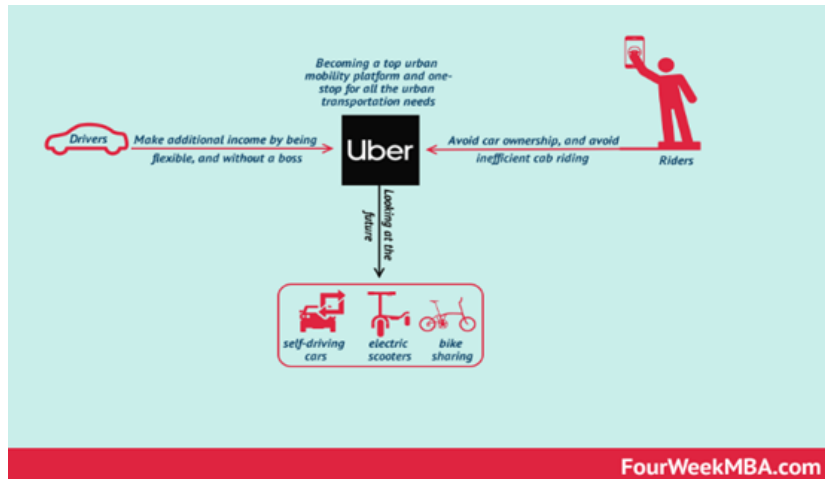 Becoming a top urban
mobility platform and one-
stop for all the urban
transportation needs
Drivers
Make additional income by being
flexible, and without a boss
Uber
Avoid car ownership, and avoid
inefficient cab riding
Riders
Looking at the
future
self-driving
cars
electric
scooters
bike
sharing
FourWeekMBA.com